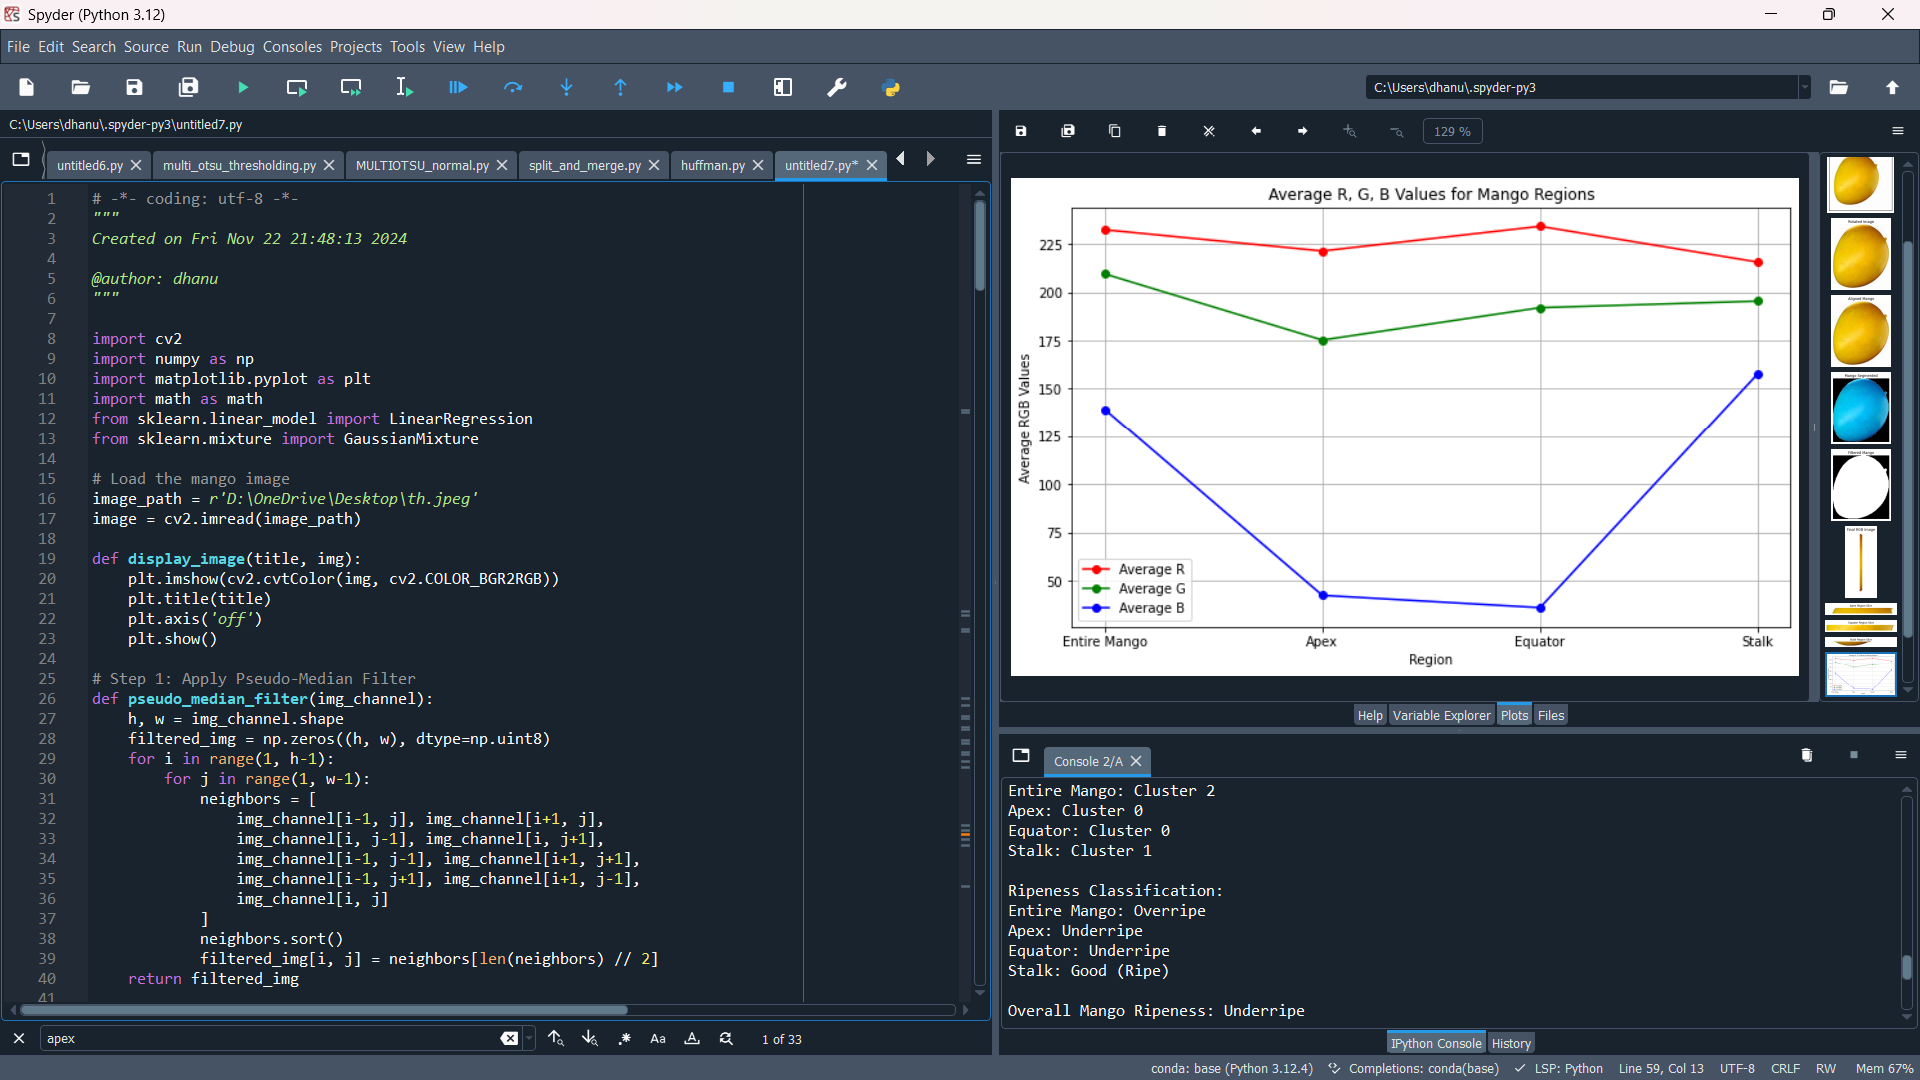 Spyder (Python 3.12)
File Edit Search Source Run Debug Consoles Projects Tools View Help
C:\Users\dhanu\.spyder-py3
C:\Users\dhanu\.spyder-py3\untitled7.py
untitled6.py
multi_otsu_thresholding.py
MULTIOTSU_normal.py
split_and_merge.py
huffman.py
untitled7.py*
1 # -*- coding: utf-8 -*-
2 """
3 Created on Fri Nov 22 21:48:13 2024
4
5 @author: dhanu
6 """
7
8 import cv2
9 import numpy as np
10 import matplotlib.pyplot as plt
11 import math as math
12 from sklearn.linear_model import LinearRegression
13 from sklearn.mixture import GaussianMixture
14
15 # Load the mango image
16 image_path = r'D:\OneDrive\Desktop\th.jpeg'
17 image = cv2.imread(image_path)
18
19 def display_image(title, img):
20 plt.imshow(cv2.cvtColor(img, cv2.COLOR_BGR2RGB))
21 plt.title(title)
22 plt.axis('off')
23 plt.show()
24
25 # Step 1: Apply Pseudo-Median Filter
26 def pseudo_median_filter(img_channel):
27 h, w = img_channel.shape
28 filtered_img = np.zeros((h, w), dtype=np.uint8)
29 for i in range(1, h-1):
30 for j in range(1, w-1):
31 neighbors = [
32 img_channel[i-1, j], img_channel[i+1, j],
33 img_channel[i, j-1], img_channel[i, j+1],
34 img_channel[i-1, j-1], img_channel[i+1, j+1],
35 img_channel[i-1, j+1], img_channel[i+1, j-1],
36 img_channel[i, j]
37 ]
38 neighbors.sort()
39 filtered_img[i, j] = neighbors[len(neighbors) // 2]
40 return filtered_img
41
apex
Aa
1 of 33
129 %
Average R, G, B Values for Mango Regions
225
200
175
150
125
100
75
50
Average RGB Values
Average R
Average G
Average B
Entire Mango Apex Equator Stalk
Region
Rotated Image
Aligned Mango
Mango Segmented
Filtered Mango
Help Variable Explorer Plots Files
Console 2/A
Entire Mango: Cluster 2
Apex: Cluster 0
Equator: Cluster 0
Stalk: Cluster 1
Ripeness Classification:
Entire Mango: Overripe
Apex: Underripe
Equator: Underripe
Stalk: Good (Ripe)
Overall Mango Ripeness: Underripe
IPython Console History
conda: base (Python 3.12.4) Completions: conda(base) LSP: Python Line 59, Col 13 UTF-8 CRLF RW Mem 67%